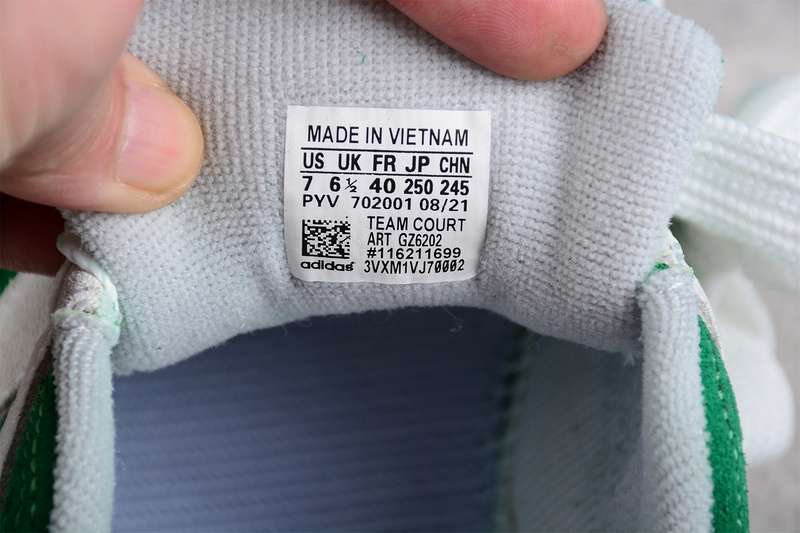 MADE IN VIETNAM
US UK FR JP CHN
7 6½ 40 250 245
PYV 702001 08/21
TEAM COURT
ART GZ6202
#116211699
adidas 3VXM1VJ70002